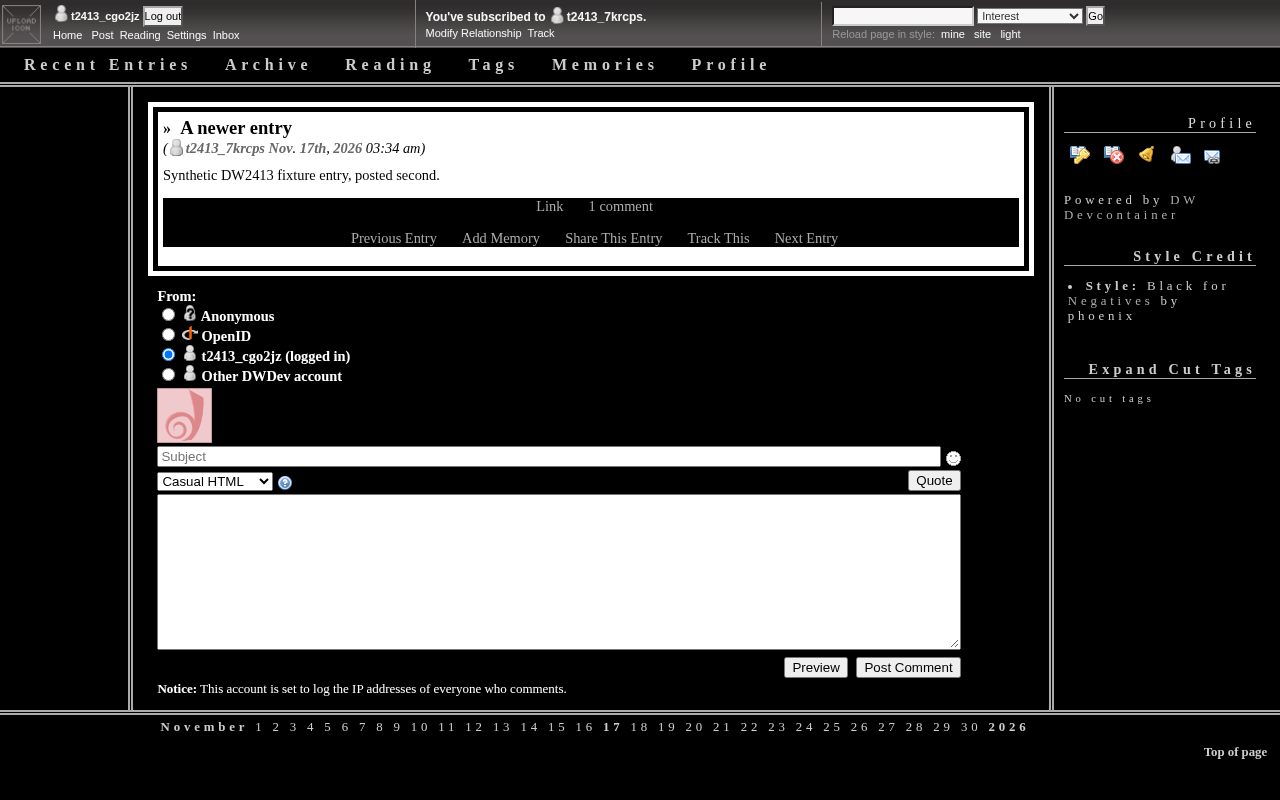 UPLOAD ICON
t2413_cgo2jz Log out
Home Post Reading Settings Inbox
You've subscribed to t2413_7krcps.
Modify Relationship Track
Interest Go
Reload page in style: mine site light
Recent Entries Archive Reading Tags Memories Profile
» A newer entry
(t2413_7krcps Nov. 17th, 2026 03:34 am)
Synthetic DW2413 fixture entry, posted second.
Link 1 comment
Previous Entry Add Memory Share This Entry Track This Next Entry
From:
Anonymous
OpenID
t2413_cgo2jz (logged in)
Other DWDev account
Subject
Casual HTML ? Quote
Preview Post Comment
Notice: This account is set to log the IP addresses of everyone who comments.
Profile
Powered by DW
Devcontainer
Style Credit
• Style: Black for
Negatives by
phoenix
Expand Cut Tags
No cut tags
November 1 2 3 4 5 6 7 8 9 10 11 12 13 14 15 16 17 18 19 20 21 22 23 24 25 26 27 28 29 30 2026
Top of page